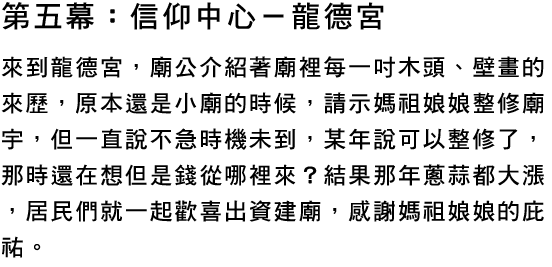 第五幕：信仰中心－龍德宮
來到龍德宮，廟公介紹著廟裡每一吋木頭、壁畫的
來歷，原本還是小廟的時候，請示媽祖娘娘整修廟
宇，但一直說不急時機未到，某年說可以整修了，
那時還在想但是錢從哪裡來？結果那年蔥蒜都大漲
，居民們就一起歡喜出資建廟，感謝媽祖娘娘的庇
祐。